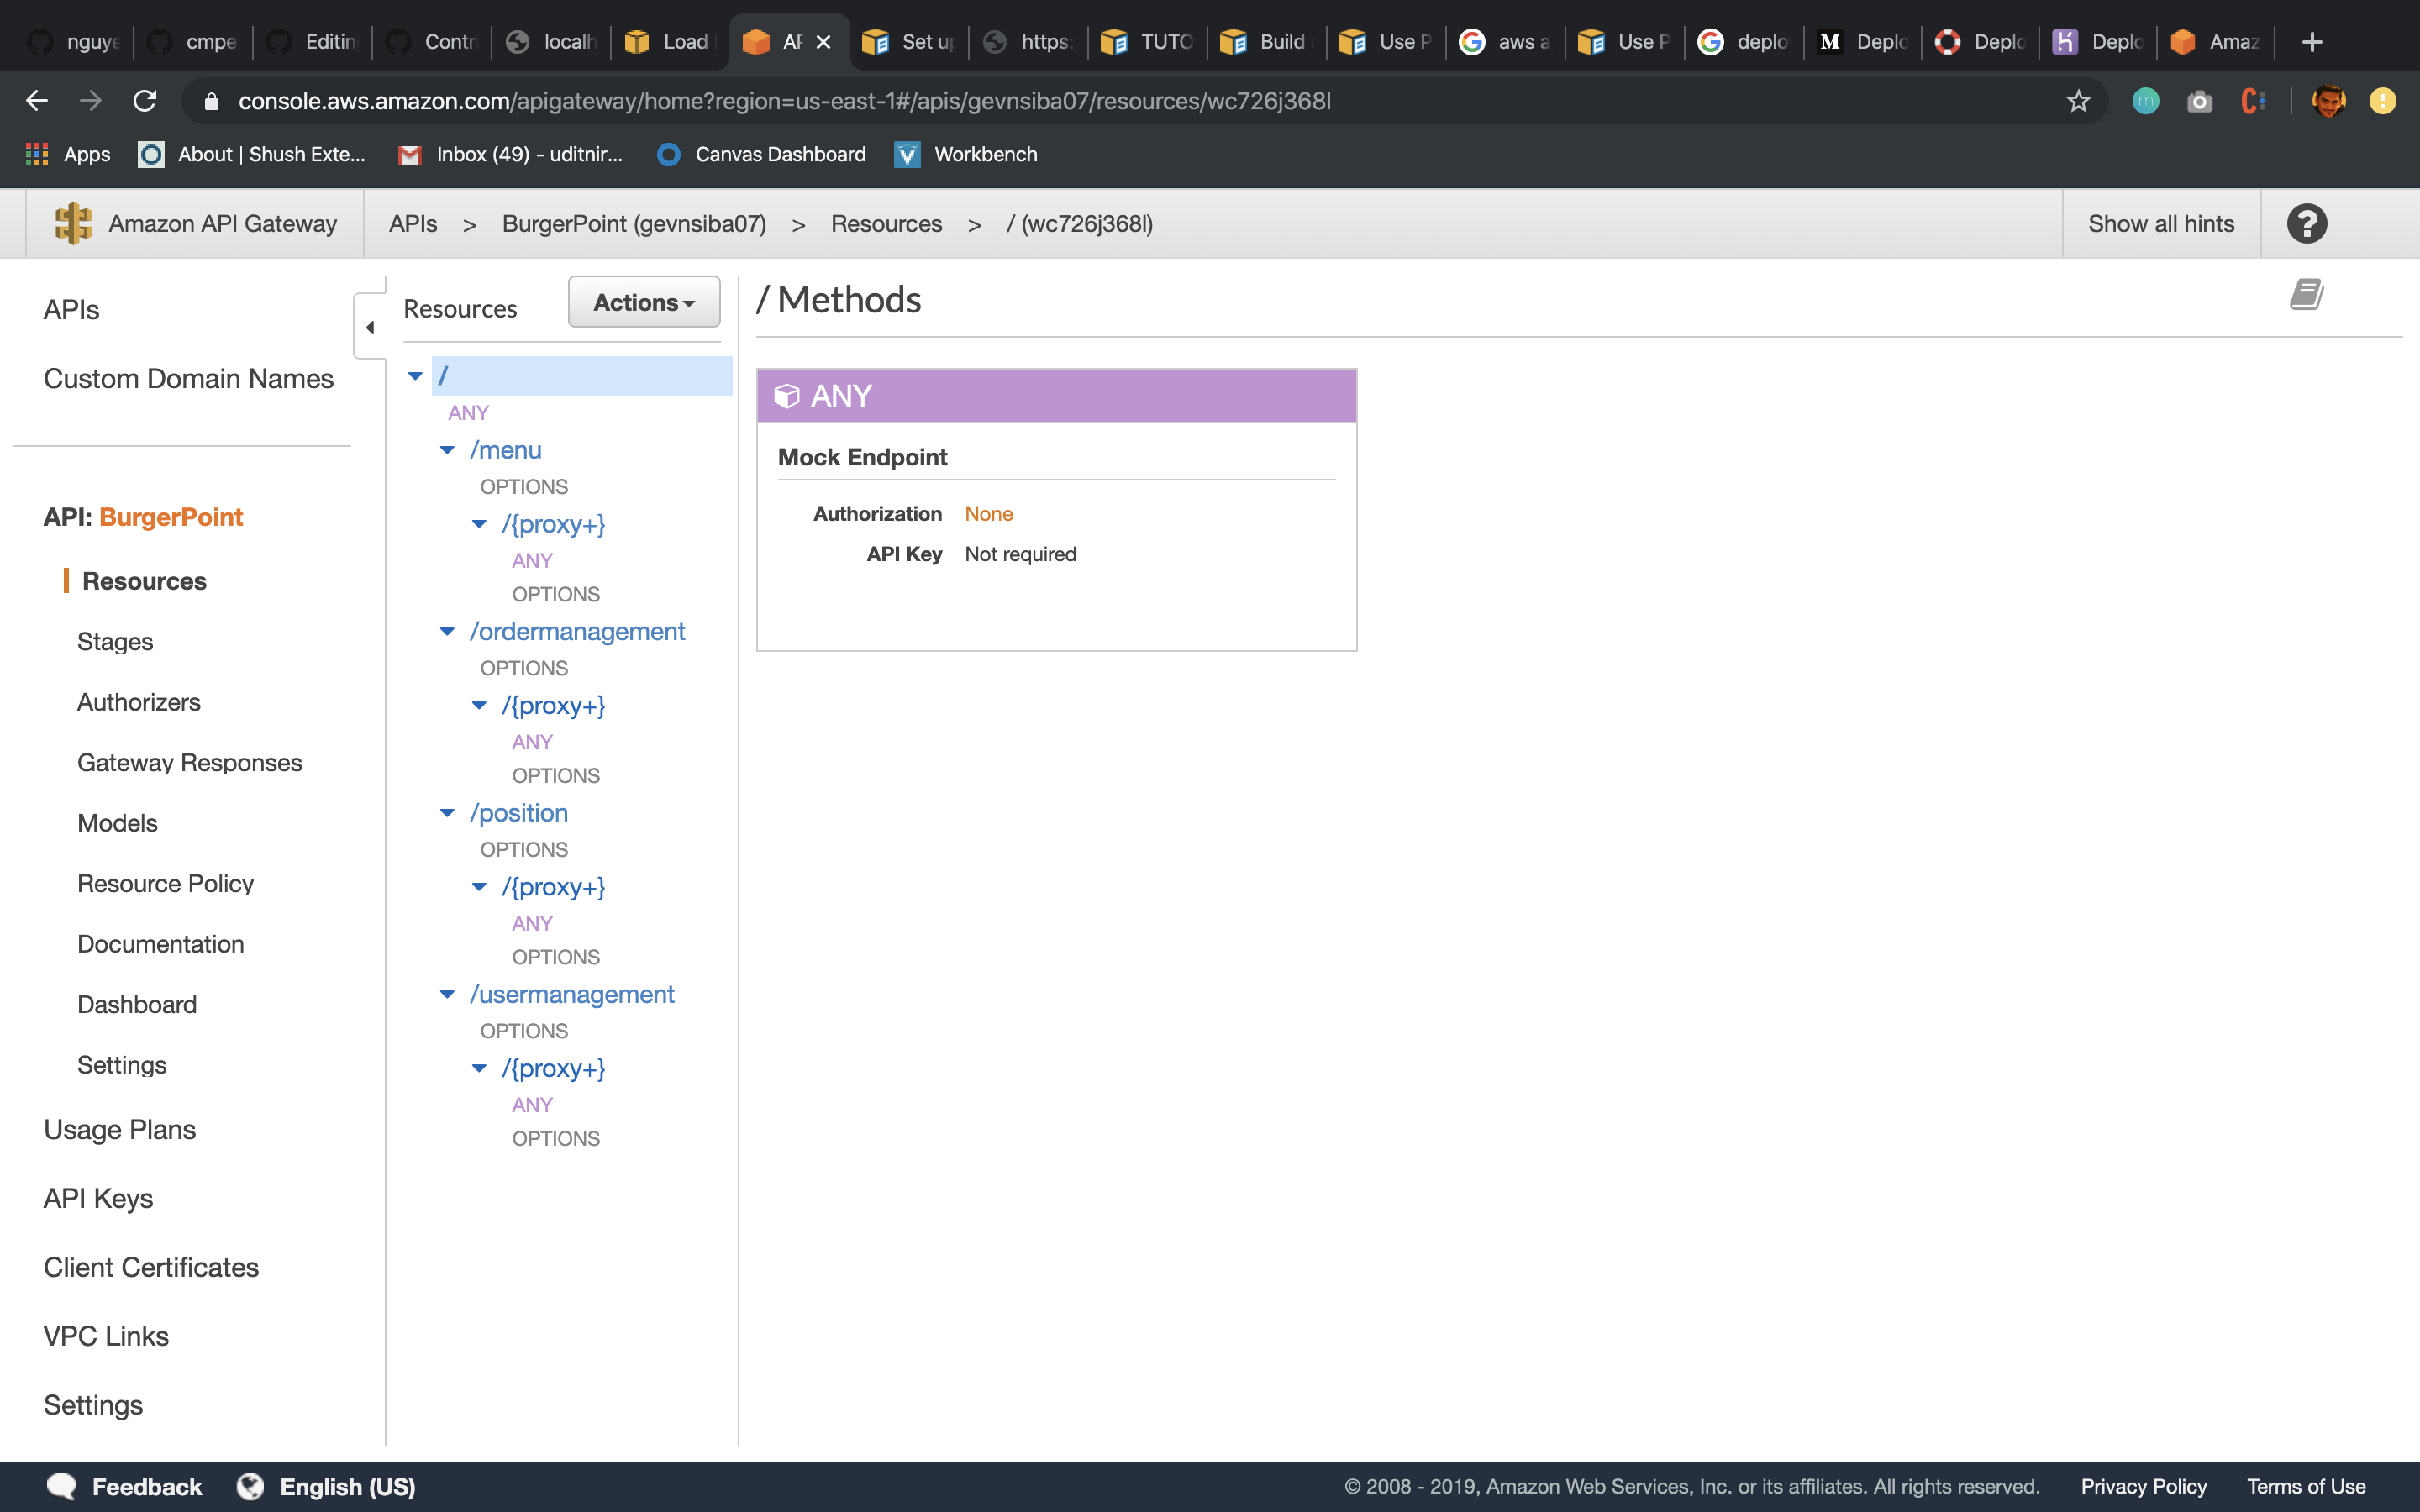 nguye cmpe Editin Contr localh Load AP Set up https: TUTO Build Use P aws a Use P deplo M Deplo Deplo Deplo Amaz
console.aws.amazon.com/apigateway/home?region=us-east-1#/apis/gevnsiba07/resources/wc726j368l
Apps About | Shush Exte... Inbox (49) - uditnir... Canvas Dashboard Workbench
Amazon API Gateway APIs > BurgerPoint (gevnsiba07) > Resources > / (wc726j368l) Show all hints ?
APIs
Custom Domain Names
API: BurgerPoint
Resources
Stages
Authorizers
Gateway Responses
Models
Resource Policy
Documentation
Dashboard
Settings
Usage Plans
API Keys
Client Certificates
VPC Links
Settings
Resources Actions
/
ANY
/menu
OPTIONS
/{proxy+}
ANY
OPTIONS
/ordermanagement
OPTIONS
/{proxy+}
ANY
OPTIONS
/position
OPTIONS
/{proxy+}
ANY
OPTIONS
/usermanagement
OPTIONS
/{proxy+}
ANY
OPTIONS
/ Methods
ANY
Mock Endpoint
Authorization None
API Key Not required
Feedback English (US) © 2008 - 2019, Amazon Web Services, Inc. or its affiliates. All rights reserved. Privacy Policy Terms of Use